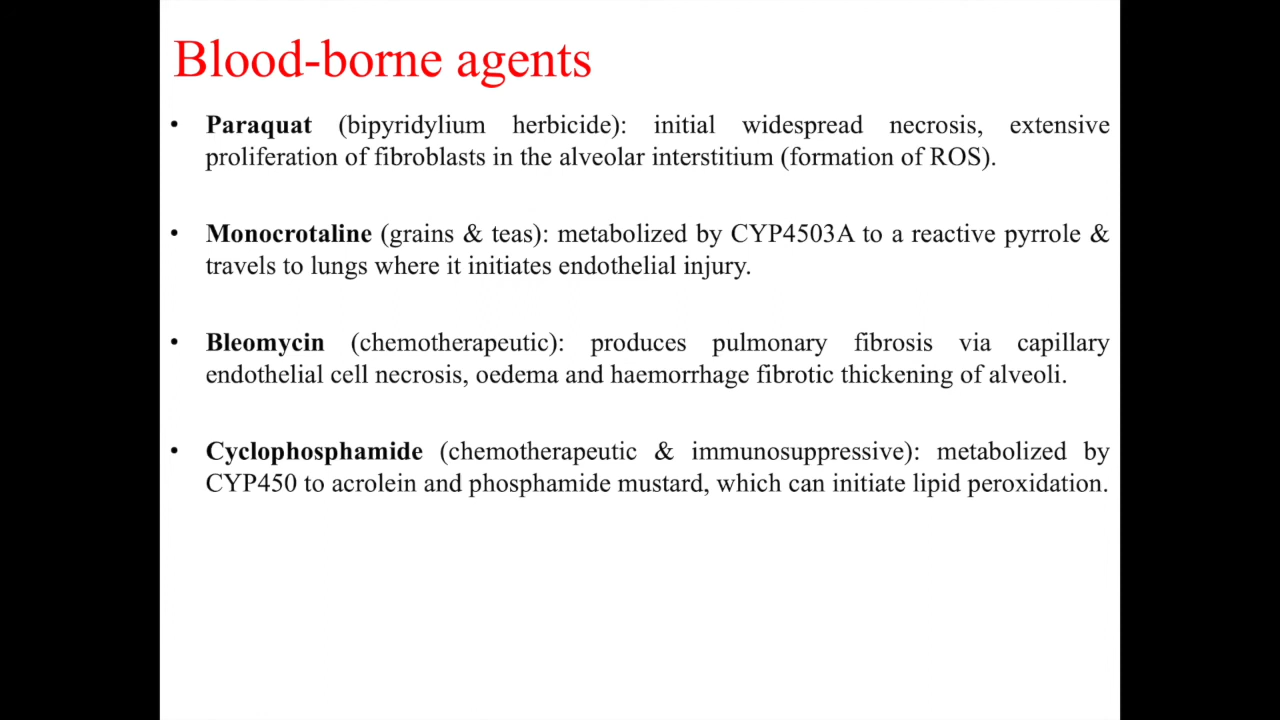 Blood-borne agents
• Paraquat (bipyridylium herbicide): initial widespread necrosis, extensive
proliferation of fibroblasts in the alveolar interstitium (formation of ROS).
• Monocrotaline (grains & teas): metabolized by CYP4503A to a reactive pyrrole &
travels to lungs where it initiates endothelial injury.
• Bleomycin (chemotherapeutic): produces pulmonary fibrosis via capillary
endothelial cell necrosis, oedema and haemorrhage fibrotic thickening of alveoli.
• Cyclophosphamide (chemotherapeutic & immunosuppressive): metabolized by
CYP450 to acrolein and phosphamide mustard, which can initiate lipid peroxidation.